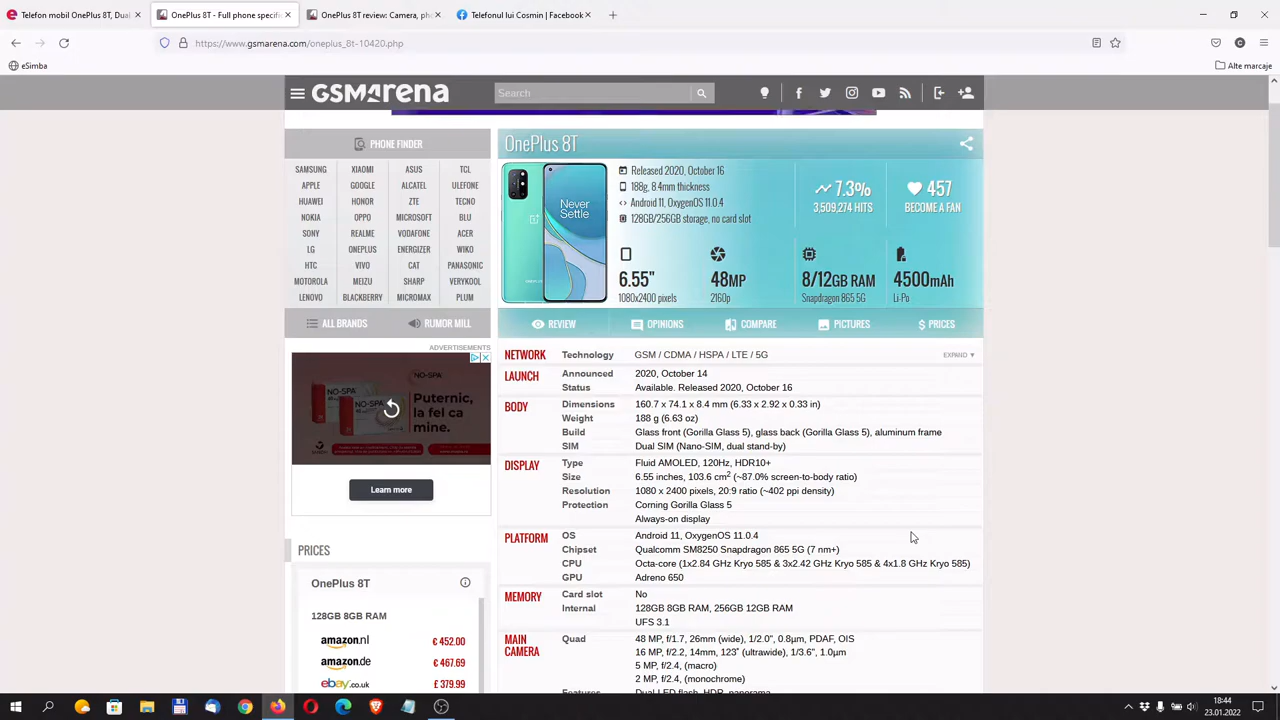 Telefon mobil OnePlus 8T, Dual
OnePlus 8T - Full phone specif
OnePlus 8T review: Camera, ph
Telefonul lui Cosmin | Facebook
https://www.gsmarena.com/oneplus_8t-10420.php
eSimba
Alte marcaje
GSMArena
Search
PHONE FINDER
SAMSUNG XIAOMI ASUS TCL
APPLE GOOGLE ALCATEL ULEFONE
HUAWEI HONOR ZTE TECNO
NOKIA OPPO MICROSOFT BLU
SONY REALME VODAFONE ACER
LG ONEPLUS ENERGIZER WIKO
HTC VIVO CAT PANASONIC
MOTOROLA MEIZU SHARP VERYKOOL
LENOVO BLACKBERRY MICROMAX PLUM
ALL BRANDS RUMOR MILL
ADVERTISEMENTS
NO-SPA
NO-SPA
Puternic,
la fel ca
mine.
Learn more
PRICES
OnePlus 8T
128GB 8GB RAM
amazon.nl € 452.00
amazon.de € 467.69
ebay.co.uk £ 379.99
OnePlus 8T
Never
Settle
Released 2020, October 16
188g, 8.4mm thickness
Android 11, OxygenOS 11.0.4
128GB/256GB storage, no card slot
7.3%
3,509,274 HITS
457
BECOME A FAN
6.55"
1080x2400 pixels
48MP
2160p
8/12GB RAM
Snapdragon 865 5G
4500mAh
Li-Po
REVIEW OPINIONS COMPARE PICTURES PRICES
NETWORK Technology GSM / CDMA / HSPA / LTE / 5G EXPAND ▼
LAUNCH Announced 2020, October 14
Status Available. Released 2020, October 16
BODY Dimensions 160.7 x 74.1 x 8.4 mm (6.33 x 2.92 x 0.33 in)
Weight 188 g (6.63 oz)
Build Glass front (Gorilla Glass 5), glass back (Gorilla Glass 5), aluminum frame
SIM Dual SIM (Nano-SIM, dual stand-by)
DISPLAY Type Fluid AMOLED, 120Hz, HDR10+
Size 6.55 inches, 103.6 cm2 (~87.0% screen-to-body ratio)
Resolution 1080 x 2400 pixels, 20:9 ratio (~402 ppi density)
Protection Corning Gorilla Glass 5
Always-on display
PLATFORM OS Android 11, OxygenOS 11.0.4
Chipset Qualcomm SM8250 Snapdragon 865 5G (7 nm+)
CPU Octa-core (1x2.84 GHz Kryo 585 & 3x2.42 GHz Kryo 585 & 4x1.8 GHz Kryo 585)
GPU Adreno 650
MEMORY Card slot No
Internal 128GB 8GB RAM, 256GB 12GB RAM
UFS 3.1
MAIN CAMERA Quad 48 MP, f/1.7, 26mm (wide), 1/2.0", 0.8µm, PDAF, OIS
16 MP, f/2.2, 14mm, 123˚ (ultrawide), 1/3.6", 1.0µm
5 MP, f/2.4, (macro)
2 MP, f/2.4, (monochrome)
Features Dual-LED flash, HDR, panorama
18:44
23.01.2022